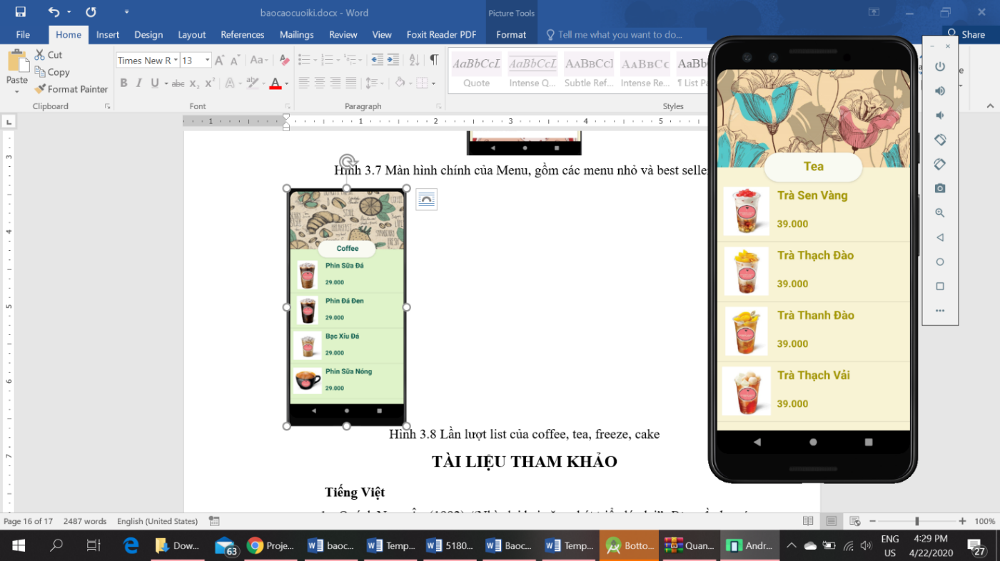 baocaocuoiki.docx - Word
Picture Tools
File Home Insert Design Layout References Mailings Review View Foxit Reader PDF Format Tell me what you want to do... Share
Cut
Copy
Format Painter
Paste
Times New R 13
AaBbCcL AaBbCcL AABBCCI AABBCC AaBb
Quote Intense Q... Subtle Ref... Intense Re... ¶ List Pa
Clipboard Font Paragraph Styles
Hình 3.7 Màn hình chính của Menu, gồm các menu nhỏ và best selle
Coffee
Phin Sữa Đá
29.000
Phin Đá Đen
29.000
Bạc Xíu Đá
29.000
Phin Sữa Nóng
29.000
Hình 3.8 Lần lượt list của coffee, tea, freeze, cake
TÀI LIỆU THAM KHẢO
Tiếng Việt
Tea
Trà Sen Vàng
39.000
Trà Thạch Đào
39.000
Trà Thanh Đào
39.000
Trà Thạch Vải
39.000
Page 16 of 17 2487 words English (United States) 100%
63 Dow... Proje... baoc... Temp... 5180... Baoc... Temp... Botto... Quan... Andr...
ENG 4:29 PM
US 4/22/2020 27